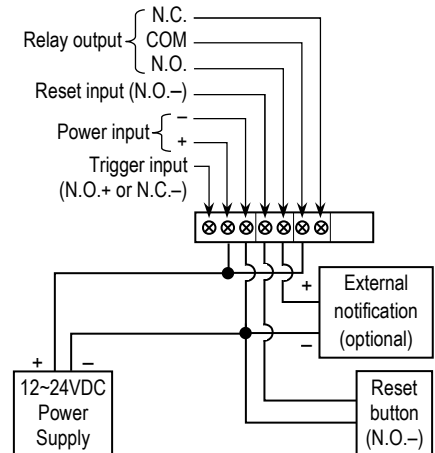 N.C.
Relay output COM
N.O.
Reset input (N.O.–)
Power input –
+
Trigger input
(N.O.+ or N.C.–)
+ External
notification
– (optional)
+ –
12~24VDC
Power
Supply
Reset
button
(N.O.–)